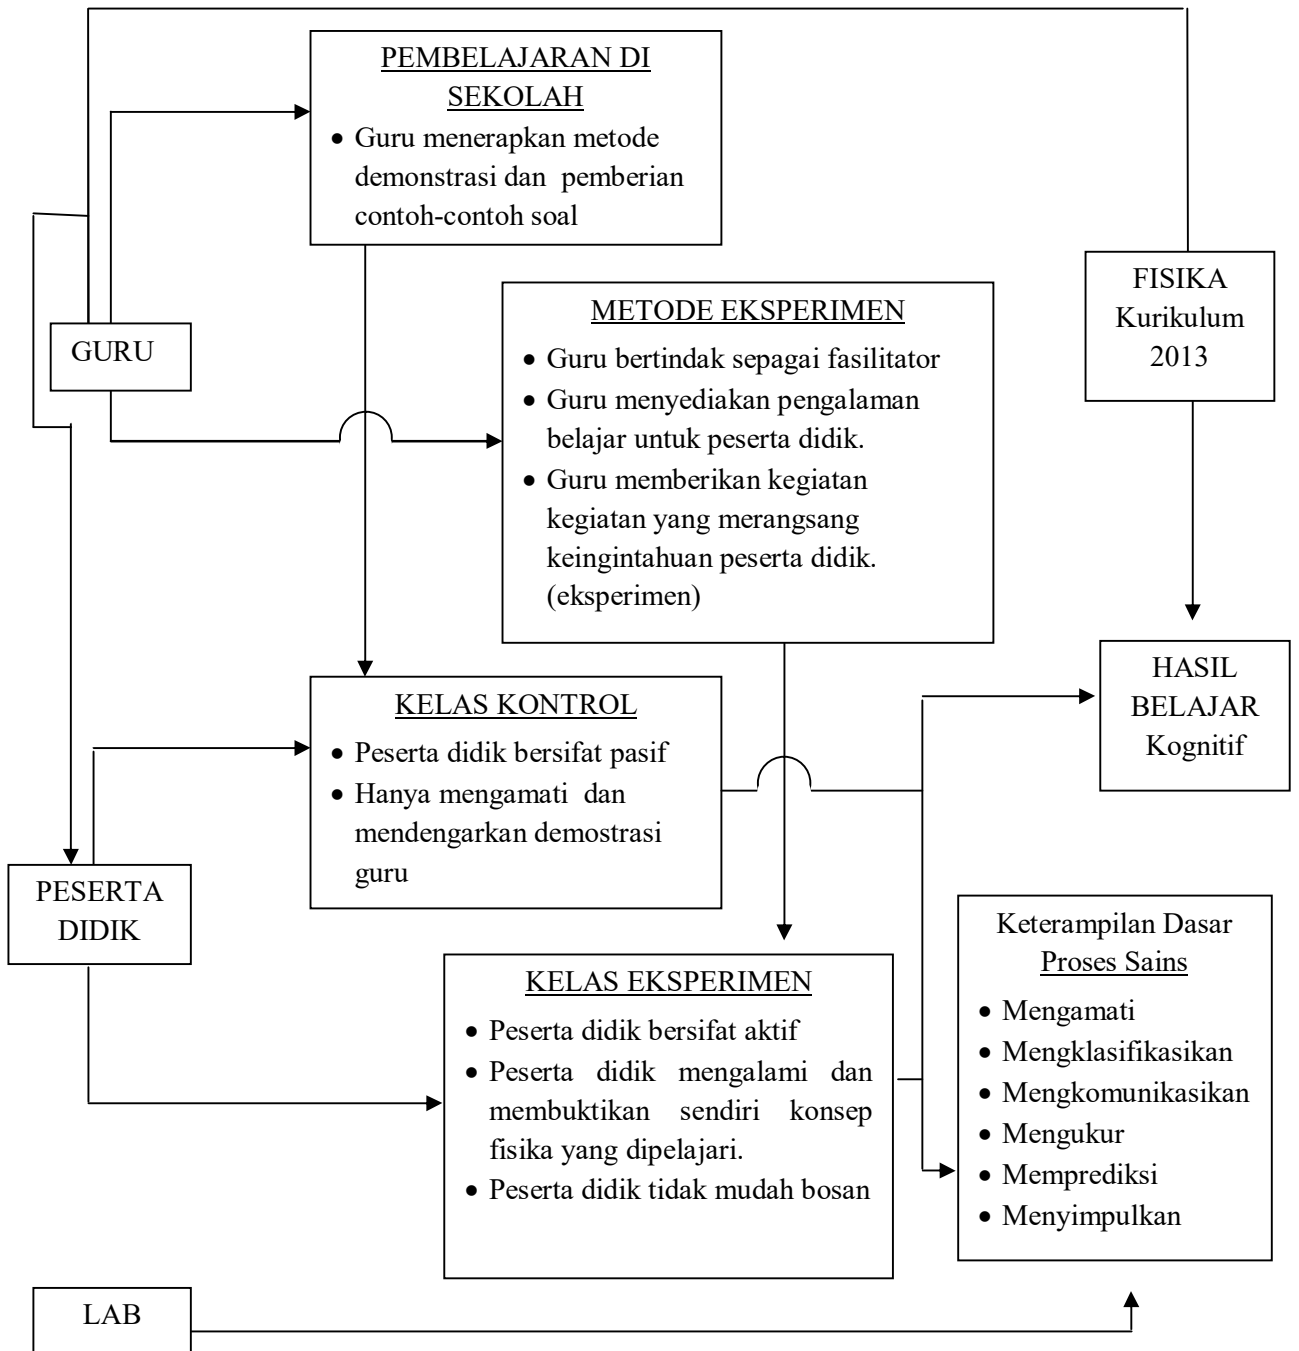 PEMBELAJARAN DI
SEKOLAH
• Guru menerapkan metode
demonstrasi dan pemberian
contoh-contoh soal
FISIKA
Kurikulum
2013
GURU
METODE EKSPERIMEN
• Guru bertindak sepagai fasilitator
• Guru menyediakan pengalaman
belajar untuk peserta didik.
• Guru memberikan kegiatan
kegiatan yang merangsang
keingintahuan peserta didik.
(eksperimen)
HASIL
BELAJAR
Kognitif
KELAS KONTROL
• Peserta didik bersifat pasif
• Hanya mengamati dan
mendengarkan demostrasi
guru
PESERTA
DIDIK
KELAS EKSPERIMEN
• Peserta didik bersifat aktif
• Peserta didik mengalami dan
membuktikan sendiri konsep
fisika yang dipelajari.
• Peserta didik tidak mudah bosan
Keterampilan Dasar
Proses Sains
• Mengamati
• Mengklasifikasikan
• Mengkomunikasikan
• Mengukur
• Memprediksi
• Menyimpulkan
LAB